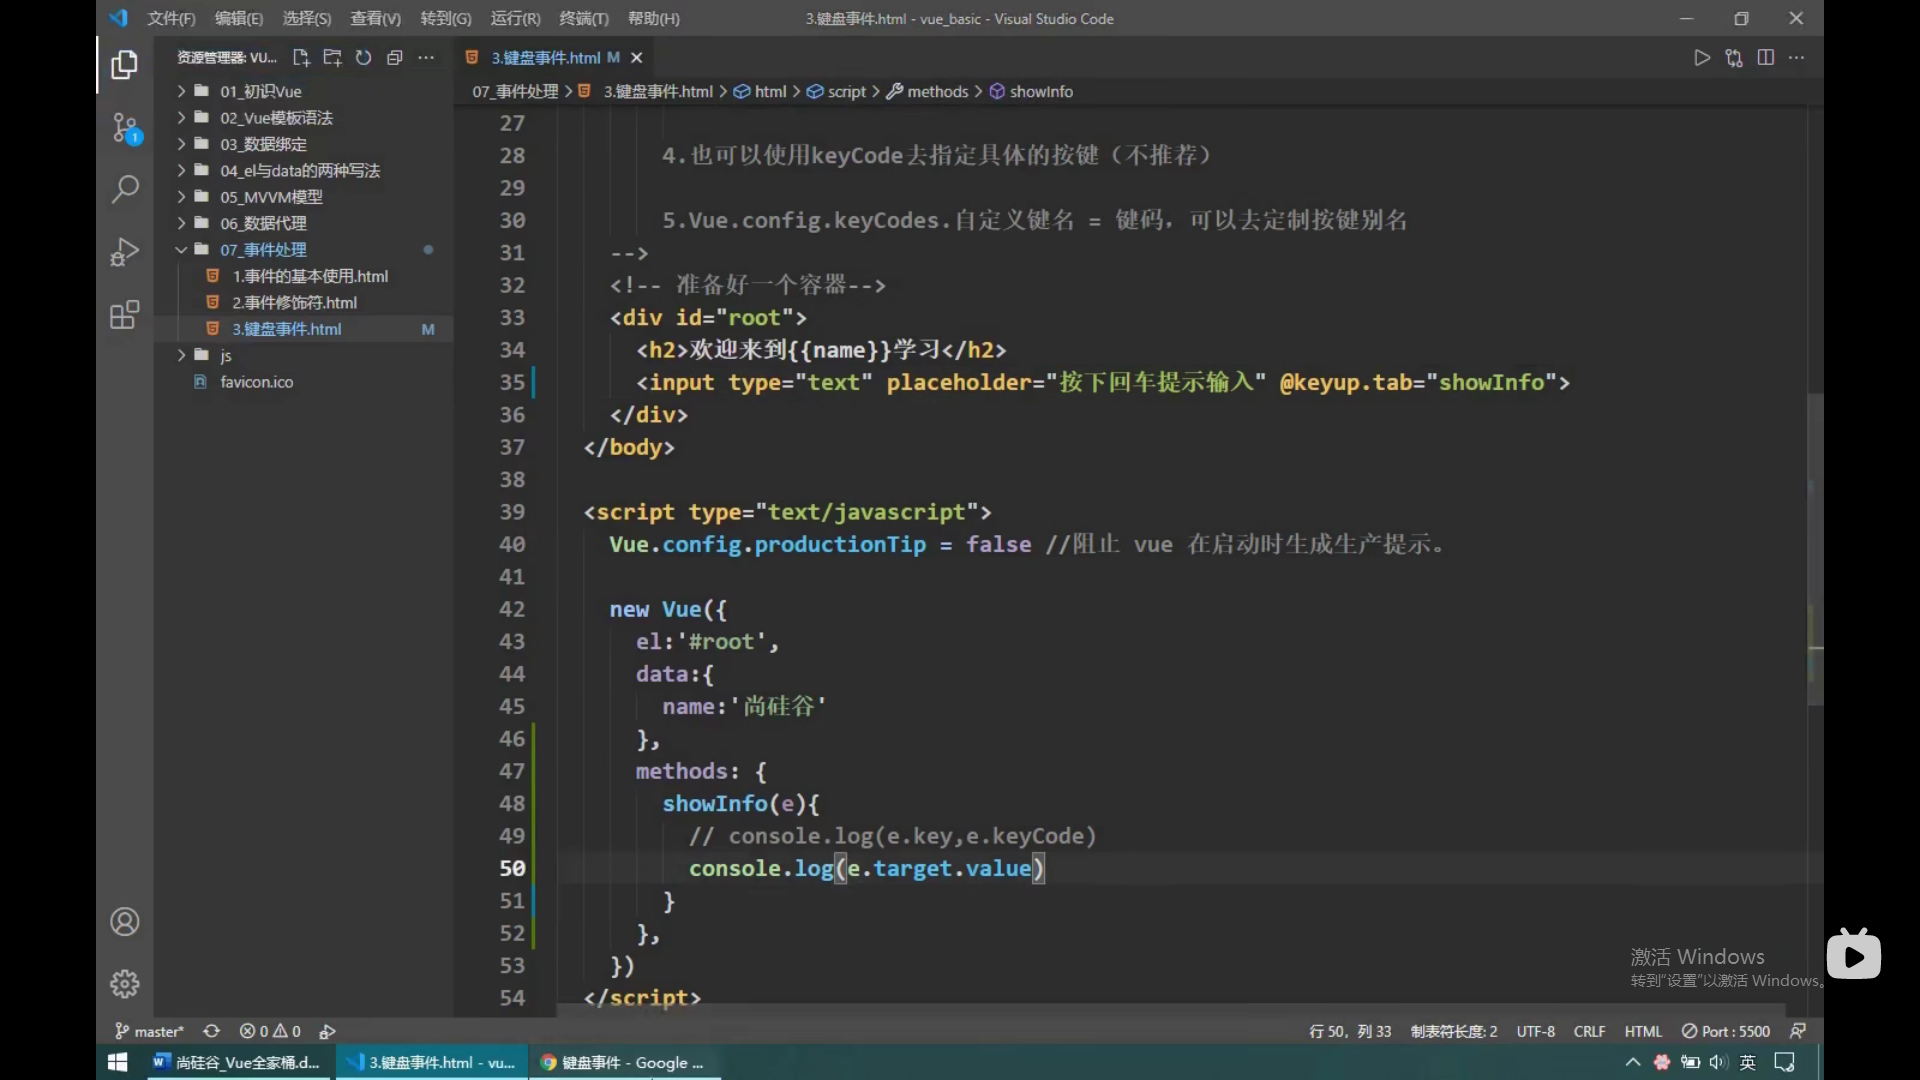 文件(F) 编辑(E) 选择(S) 查看(V) 转到(G) 运行(R) 终端(T) 帮助(H) 3.键盘事件.html - vue_basic - Visual Studio Code
资源管理器: VU...
01_初识Vue
02_Vue模板语法
03_数据绑定
04_el与data的两种写法
05_MVVM模型
06_数据代理
07_事件处理
1.事件的基本使用.html
2.事件修饰符.html
3.键盘事件.html M
js
favicon.ico
3.键盘事件.html M
07_事件处理 > 3.键盘事件.html > html > script > methods > showInfo
27
28 4.也可以使用keyCode去指定具体的按键（不推荐）
29
30 5.Vue.config.keyCodes.自定义键名 = 键码，可以去定制按键别名
31 -->
32 <!-- 准备好一个容器-->
33 <div id="root">
34 <h2>欢迎来到{{name}}学习</h2>
35 <input type="text" placeholder="按下回车提示输入" @keyup.tab="showInfo">
36 </div>
37 </body>
38
39 <script type="text/javascript">
40 Vue.config.productionTip = false //阻止 vue 在启动时生成生产提示。
41
42 new Vue({
43 el:'#root',
44 data:{
45 name:'尚硅谷'
46 },
47 methods: {
48 showInfo(e){
49 // console.log(e.key,e.keyCode)
50 console.log(e.target.value)
51 }
52 },
53 })
54 </script>
激活 Windows
转到“设置”以激活 Windows。
master* 0 0 行 50，列 33 制表符长度: 2 UTF-8 CRLF HTML Port : 5500
尚硅谷_Vue全家桶.d... 3.键盘事件.html - vu... 键盘事件 - Google ... 英